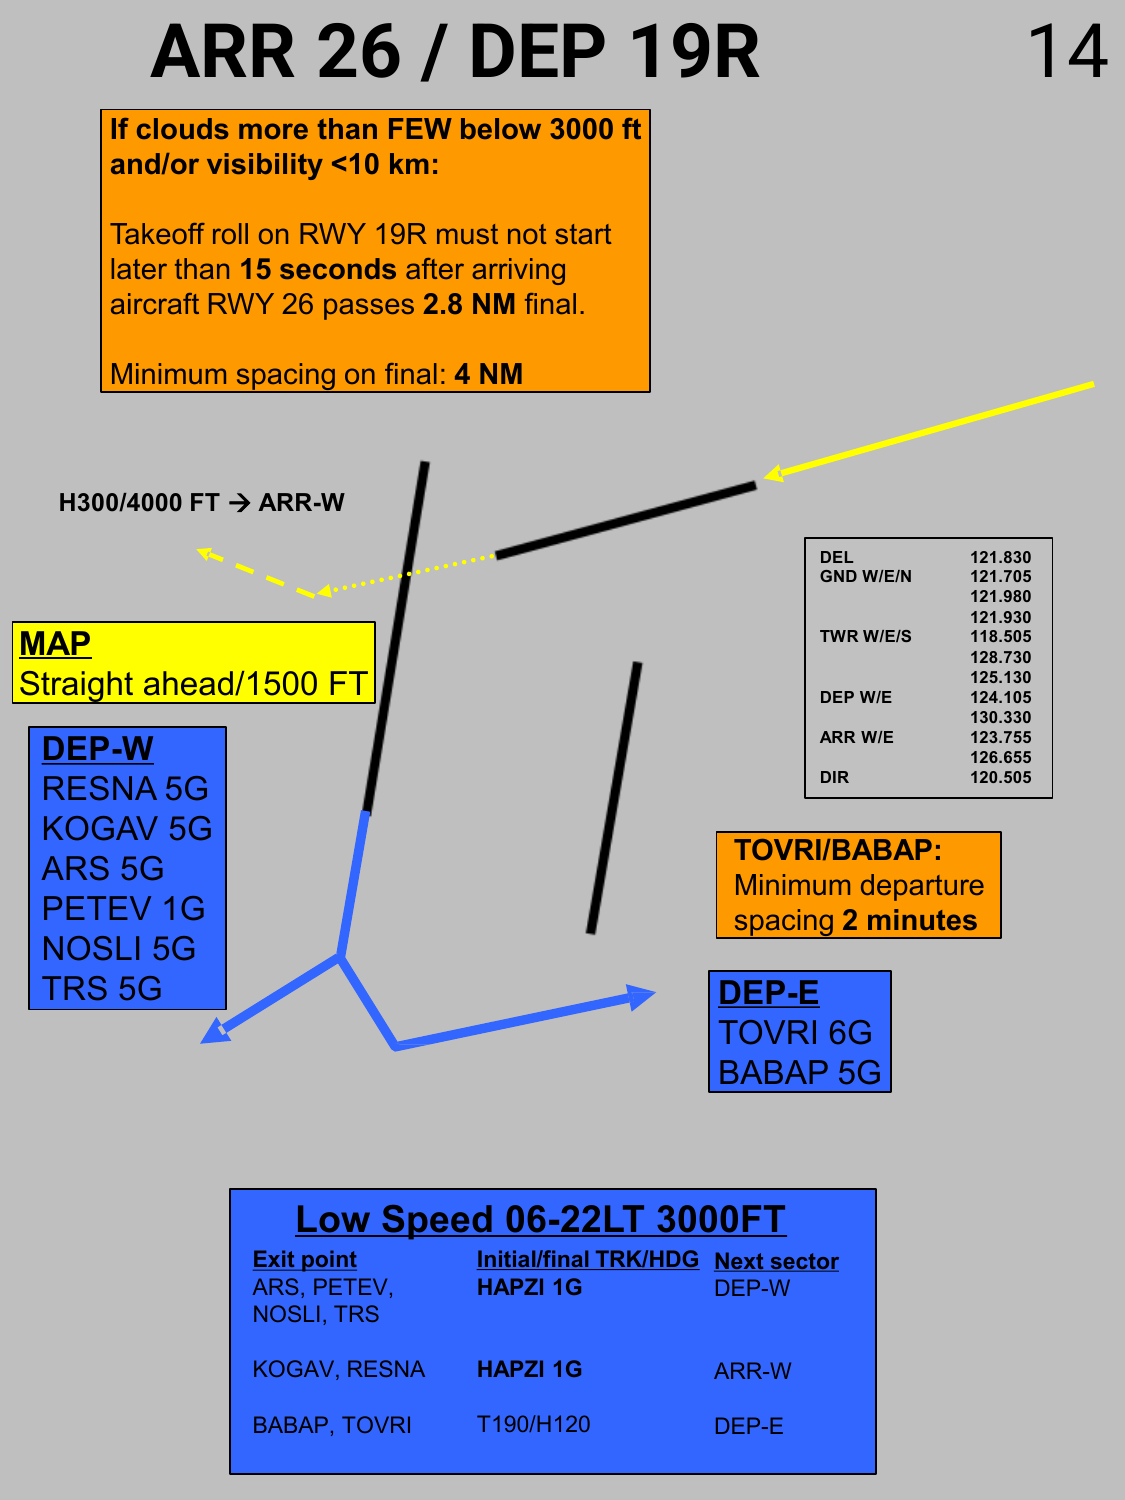 ARR 26 / DEP 19R
14
If clouds more than FEW below 3000 ft
and/or visibility <10 km:
Takeoff roll on RWY 19R must not start
later than 15 seconds after arriving
aircraft RWY 26 passes 2.8 NM final.
Minimum spacing on final: 4 NM
H300/4000 FT → ARR-W
DEL 121.830
GND W/E/N 121.705
121.980
121.930
TWR W/E/S 118.505
128.730
125.130
DEP W/E 124.105
130.330
ARR W/E 123.755
126.655
DIR 120.505
MAP
Straight ahead/1500 FT
DEP-W
RESNA 5G
KOGAV 5G
ARS 5G
PETEV 1G
NOSLI 5G
TRS 5G
TOVRI/BABAP:
Minimum departure
spacing 2 minutes
DEP-E
TOVRI 6G
BABAP 5G
Low Speed 06-22LT 3000FT
Exit point Initial/final TRK/HDG Next sector
ARS, PETEV, HAPZI 1G DEP-W
NOSLI, TRS
KOGAV, RESNA HAPZI 1G ARR-W
BABAP, TOVRI T190/H120 DEP-E